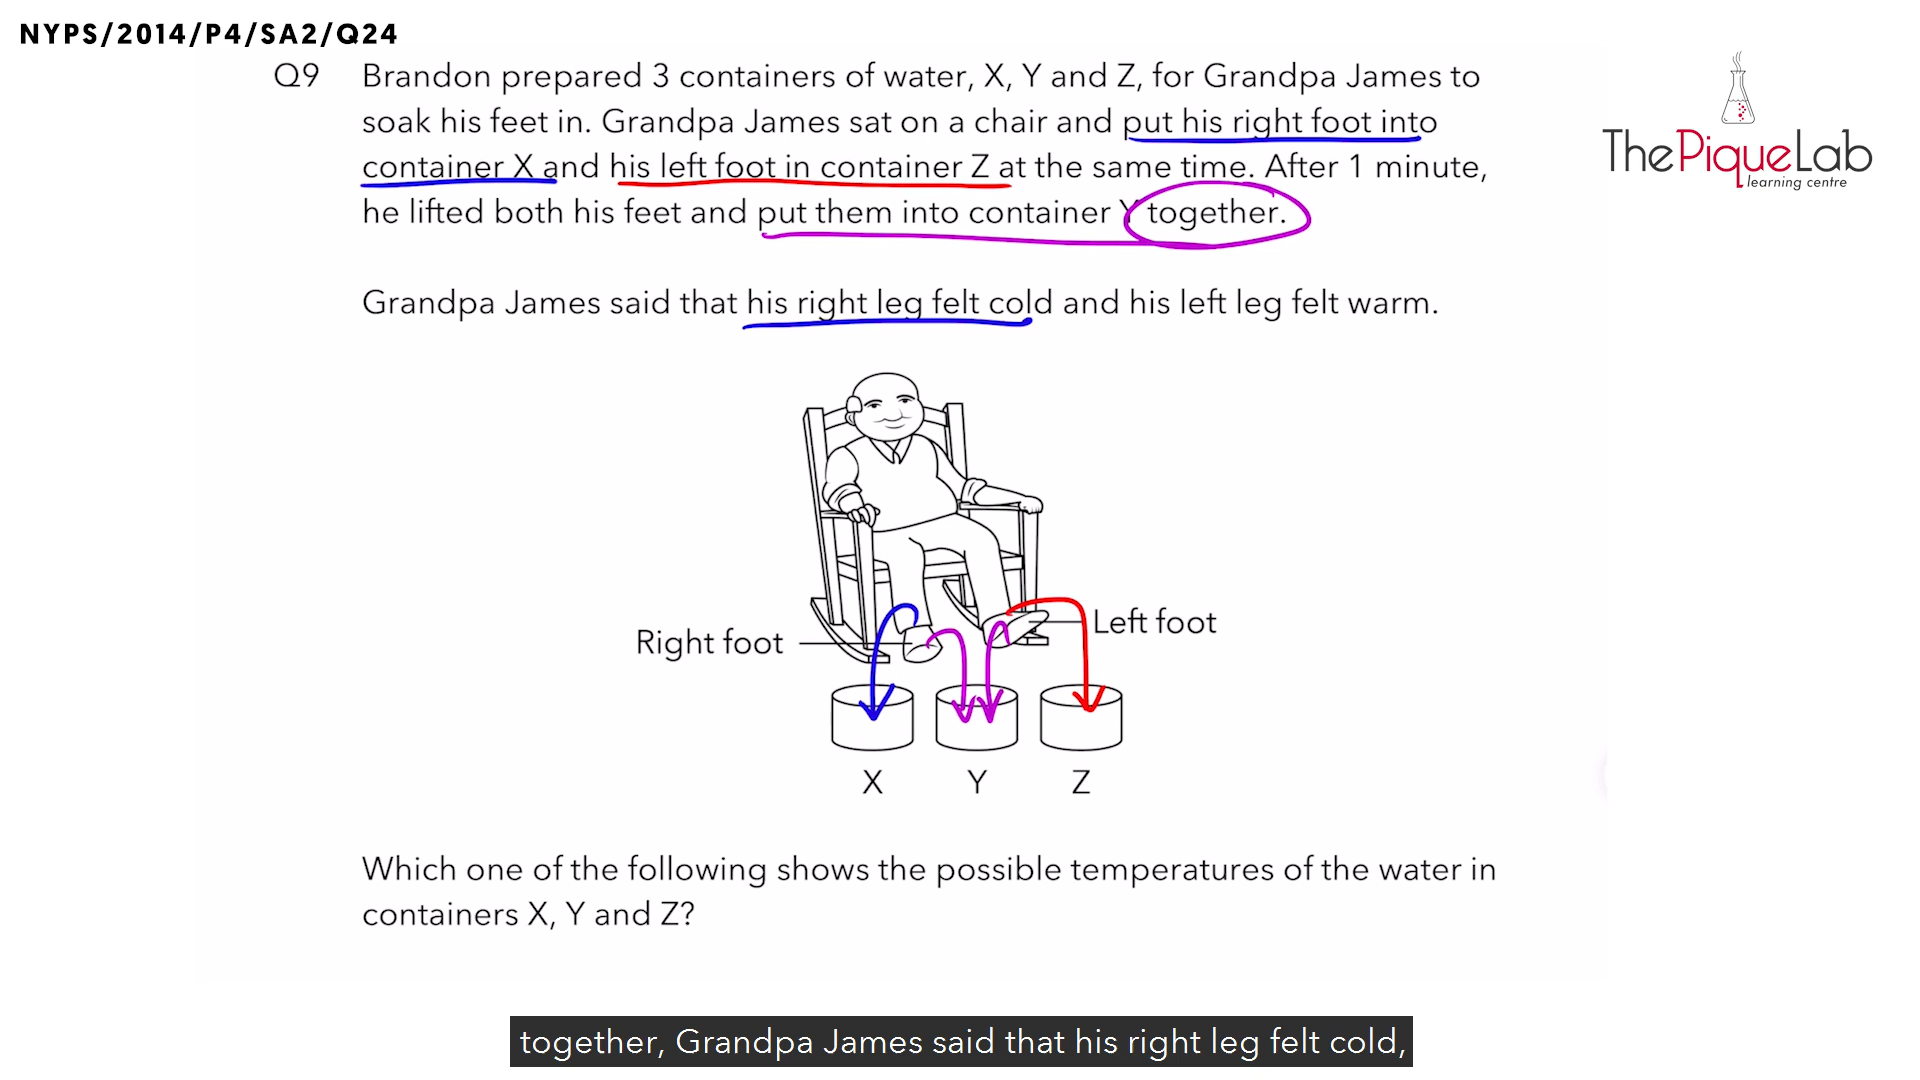 NYPS/2014/P4/SA2/Q24
Q9 Brandon prepared 3 containers of water, X, Y and Z, for Grandpa James to
soak his feet in. Grandpa James sat on a chair and put his right foot into
container X and his left foot in container Z at the same time. After 1 minute,
he lifted both his feet and put them into container Y together.
ThePiqueLab
learning centre
Grandpa James said that his right leg felt cold and his left leg felt warm.
Right foot
Left foot
X Y Z
Which one of the following shows the possible temperatures of the water in
containers X, Y and Z?
together, Grandpa James said that his right leg felt cold,